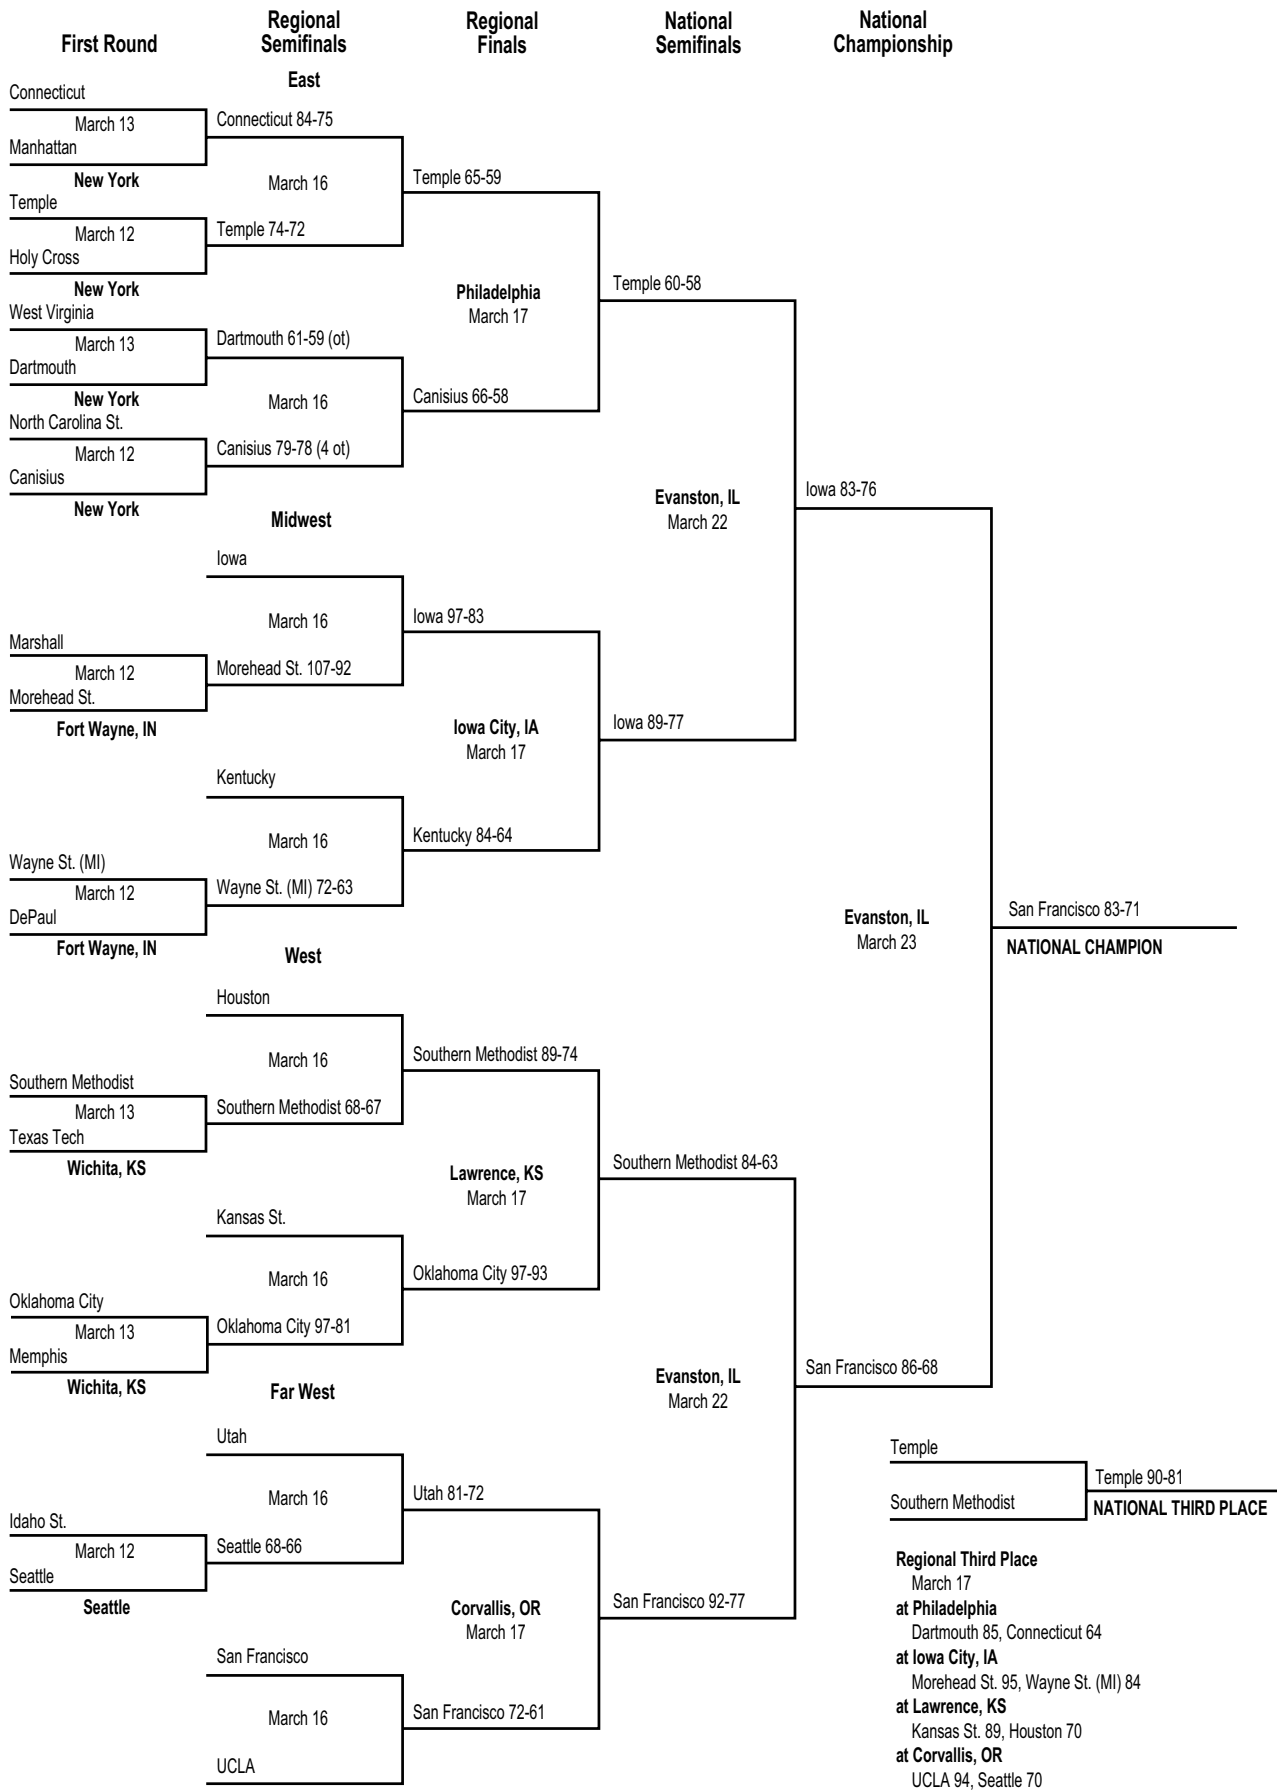 First Round
Regional
Semifinals
Regional
Finals
National
Semifinals
National
Championship
East
Connecticut
March 13
Manhattan
New York
Temple
March 12
Holy Cross
New York
West Virginia
March 13
Dartmouth
New York
North Carolina St.
March 12
Canisius
New York
Connecticut 84-75
March 16
Temple 74-72
Dartmouth 61-59 (ot)
March 16
Canisius 79-78 (4 ot)
Temple 65-59
Philadelphia
March 17
Canisius 66-58
Temple 60-58
Midwest
Iowa
March 16
Marshall
March 12
Morehead St.
Fort Wayne, IN
Morehead St. 107-92
Kentucky
March 16
Wayne St. (MI)
March 12
DePaul
Fort Wayne, IN
Wayne St. (MI) 72-63
Iowa 97-83
Iowa City, IA
March 17
Kentucky 84-64
Iowa 89-77
Evanston, IL
March 22
Iowa 83-76
West
Houston
March 16
Southern Methodist
March 13
Texas Tech
Wichita, KS
Southern Methodist 68-67
Kansas St.
March 16
Oklahoma City
March 13
Memphis
Wichita, KS
Oklahoma City 97-81
Southern Methodist 89-74
Lawrence, KS
March 17
Oklahoma City 97-93
Southern Methodist 84-63
Far West
Utah
March 16
Idaho St.
March 12
Seattle
Seattle
Seattle 68-66
San Francisco
March 16
UCLA
Utah 81-72
Corvallis, OR
March 17
San Francisco 72-61
San Francisco 92-77
Evanston, IL
March 22
San Francisco 86-68
Evanston, IL
March 23
San Francisco 83-71
NATIONAL CHAMPION
Temple
Southern Methodist
Temple 90-81
NATIONAL THIRD PLACE
Regional Third Place
March 17
at Philadelphia
Dartmouth 85, Connecticut 64
at Iowa City, IA
Morehead St. 95, Wayne St. (MI) 84
at Lawrence, KS
Kansas St. 89, Houston 70
at Corvallis, OR
UCLA 94, Seattle 70